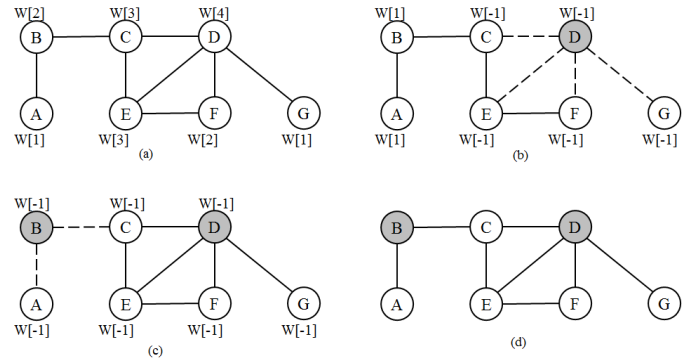 W[2] W[3] W[4]
B C D
A E F G
W[1] W[3] W[2] W[1]
(a)
W[1] W[-1] W[-1]
B C D
A E F G
W[1] W[-1] W[-1] W[-1]
(b)
W[-1] W[-1] W[-1]
B C D
A E F G
W[-1] W[-1] W[-1] W[-1]
(c)
B C D
A E F G
(d)